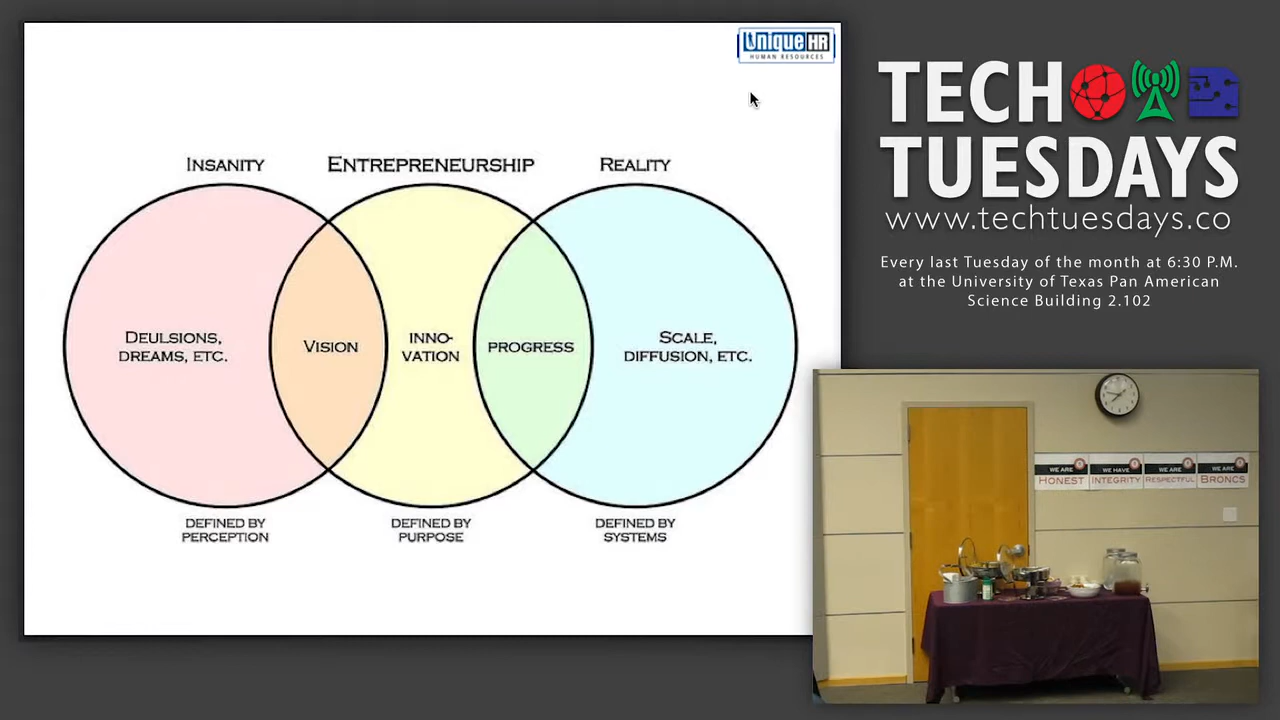 UniqueHR
HUMAN RESOURCES
INSANITY
ENTREPRENEURSHIP
REALITY
DEULSIONS,
DREAMS, ETC.
VISION
INNO-
VATION
PROGRESS
SCALE,
DIFFUSION, ETC.
DEFINED BY
PERCEPTION
DEFINED BY
PURPOSE
DEFINED BY
SYSTEMS
TECH
TUESDAYS
www.techtuesdays.co
Every last Tuesday of the month at 6:30 P.M.
at the University of Texas Pan American
Science Building 2.102
WE ARE
HONEST
WE HAVE
INTEGRITY
WE ARE
RESPECTFUL
WE ARE
BRONCS